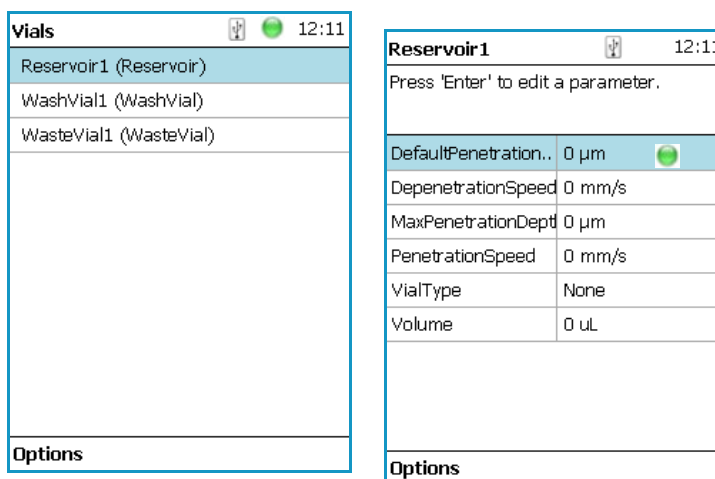 Vials 12:11
Reservoir1 (Reservoir)
WashVial1 (WashVial)
WasteVial1 (WasteVial)
Options
Reservoir1 12:11
Press 'Enter' to edit a parameter.
DefaultPenetration.. 0 µm
DepenetrationSpeed 0 mm/s
MaxPenetrationDept 0 µm
PenetrationSpeed 0 mm/s
VialType None
Volume 0 uL
Options